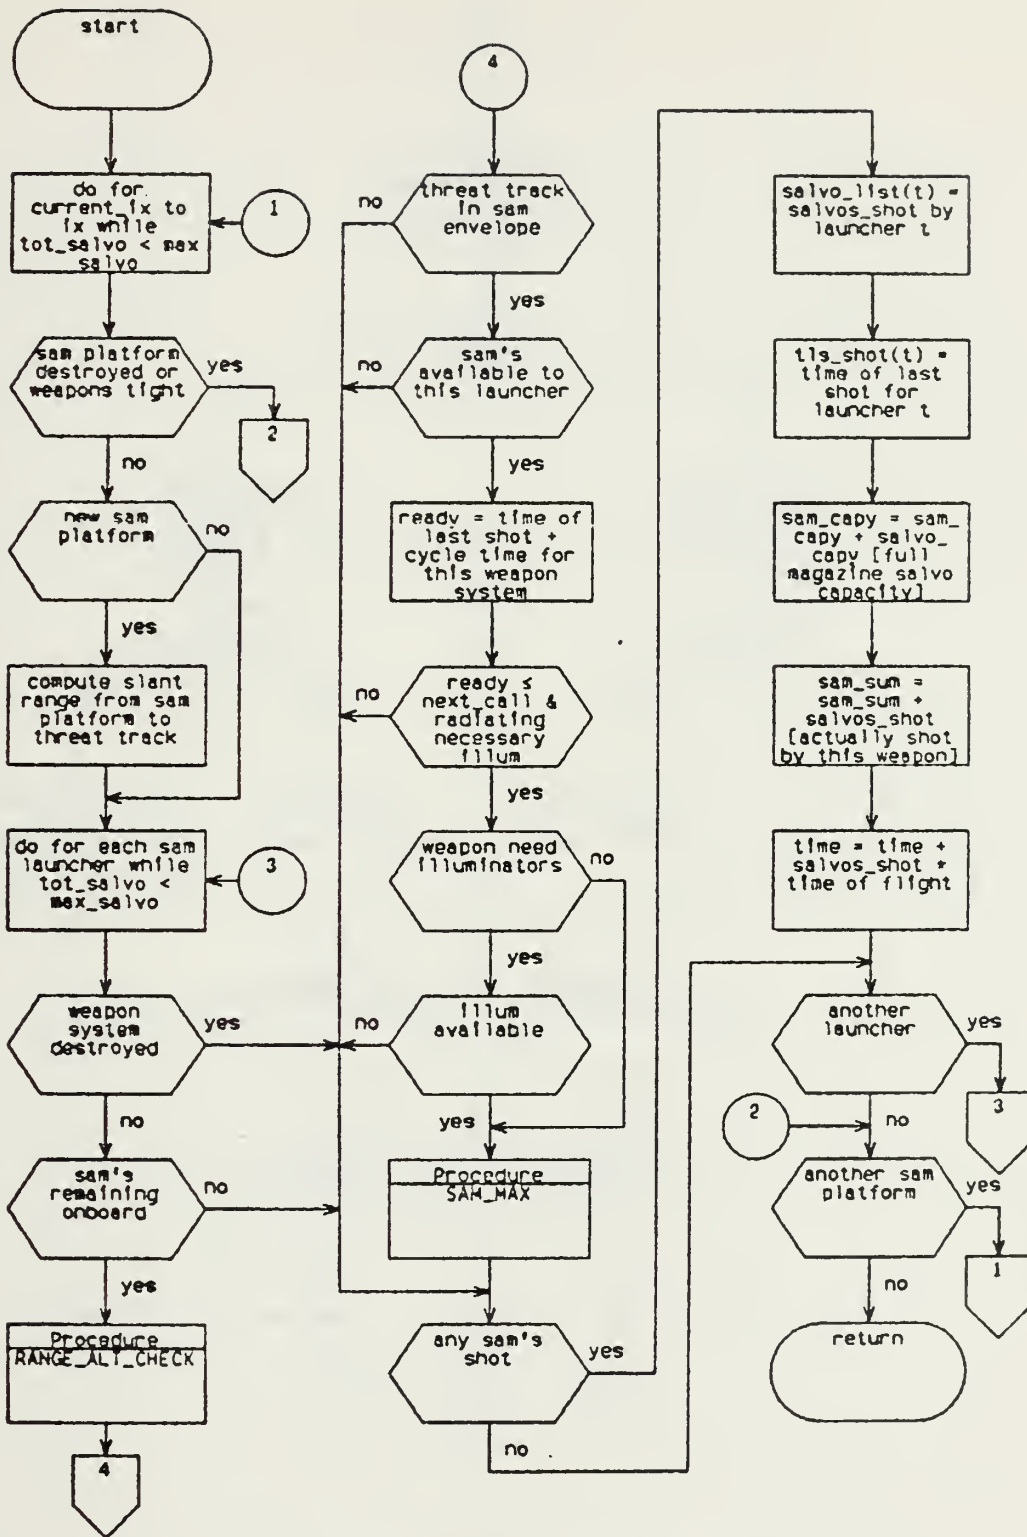 start
do for
current_ix to
ix while
tot_salvo < max
salvo
1
sam platform
destroyed or
weapons tight
yes
2
no
new sam
platform
no
yes
compute slant
range from sam
platform to
threat track
do for each sam
launcher while
tot_salvo <
max_salvo
3
weapon
system
destroyed
yes
no
sam's
remaining
onboard
no
yes
Procedure
RANGE_ALT_CHECK
4
4
threat track
in sam
envelope
no
yes
sam's
available to
this launcher
no
yes
ready = time of
last shot +
cycle time for
this weapon
system
ready ≤
next_call &
radiating
necessary
illum
no
yes
weapon need
illuminators
no
yes
illum
available
no
yes
Procedure
SAM_MAX
any sam's
shot
yes
no
salvo_list(t) =
salvos_shot by
launcher t
tls_shot(t) =
time of last
shot for
launcher t
sam_capy = sam_
capy + salvo_
capy [full
magazine salvo
capacity]
sam_sum =
sam_sum +
salvos_shot
[actually shot
by this weapon]
time = time +
salvos_shot *
time of flight
another
launcher
yes
3
no
2
another sam
platform
yes
1
no
return